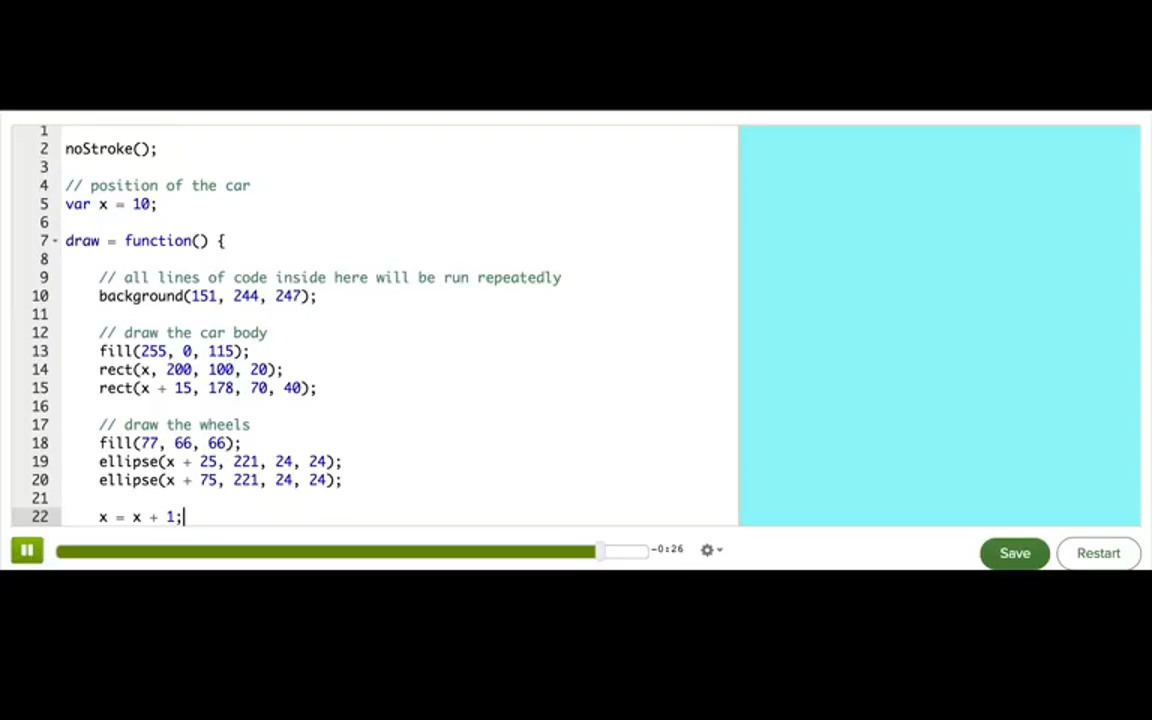 1
2 noStroke();
3
4 // position of the car
5 var x = 10;
6
7 draw = function() {
8
9 // all lines of code inside here will be run repeatedly
10 background(151, 244, 247);
11
12 // draw the car body
13 fill(255, 0, 115);
14 rect(x, 200, 100, 20);
15 rect(x + 15, 178, 70, 40);
16
17 // draw the wheels
18 fill(77, 66, 66);
19 ellipse(x + 25, 221, 24, 24);
20 ellipse(x + 75, 221, 24, 24);
21
22 x = x + 1;
-0:26 Save Restart